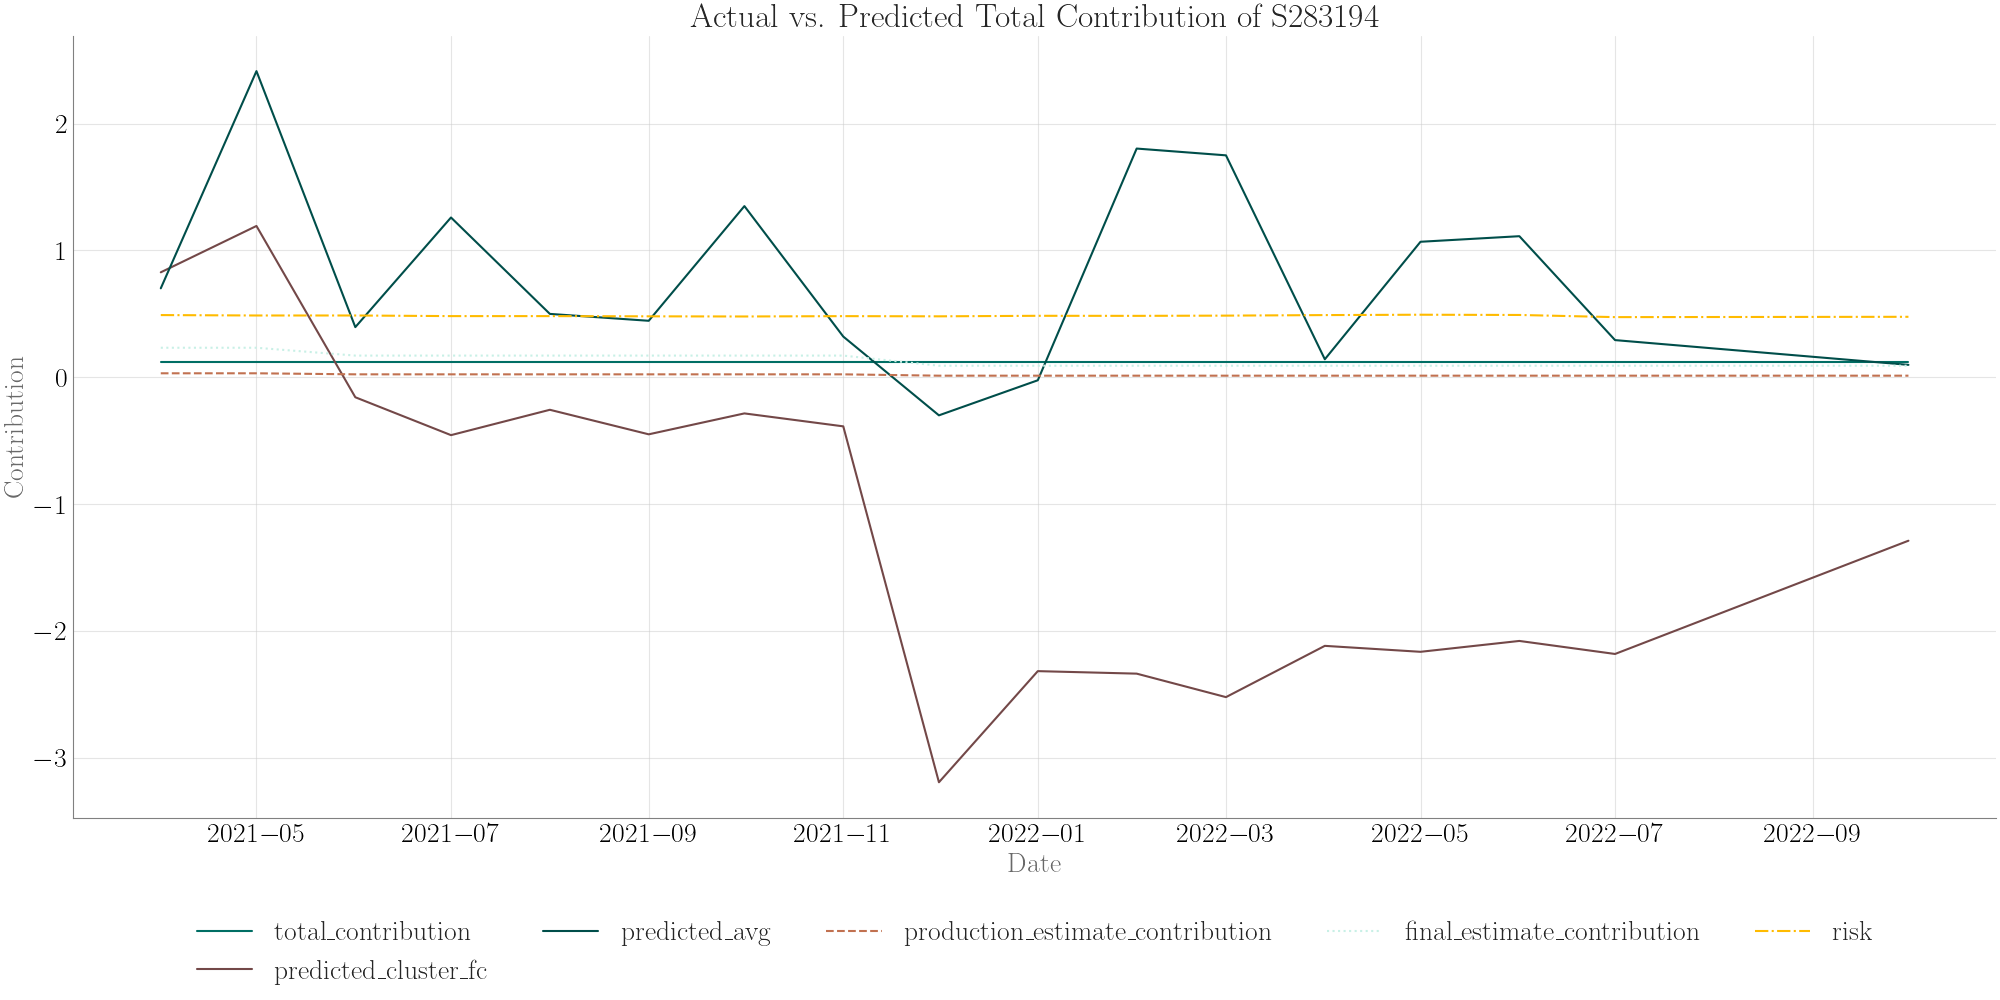 Actual vs. Predicted Total Contribution of S283194
Contribution
2
1
0
−1
−2
−3
2021−05 2021−07 2021−09 2021−11 2022−01 2022−03 2022−05 2022−07 2022−09
Date
total_contribution predicted_avg production_estimate_contribution final_estimate_contribution risk
predicted_cluster_fc